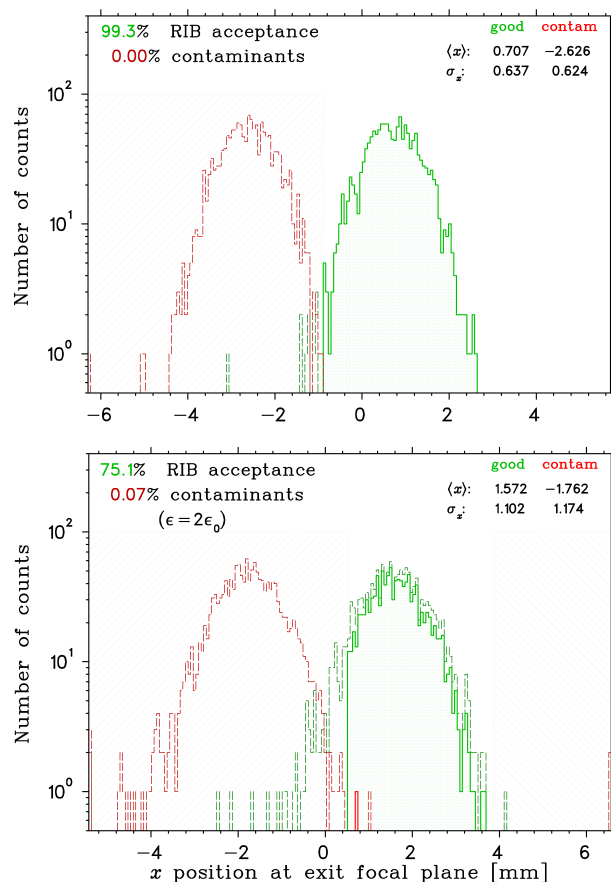 99.3% RIB acceptance
0.00% contaminants
good contam
⟨x⟩: 0.707 −2.626
σx: 0.637 0.624
Number of counts
10²
10¹
10⁰
−6 −4 −2 0 2 4
75.1% RIB acceptance
0.07% contaminants
(ϵ=2ϵ₀)
good contam
⟨x⟩: 1.572 −1.762
σx: 1.102 1.174
Number of counts
10²
10¹
10⁰
−4 −2 0 2 4 6
x position at exit focal plane [mm]